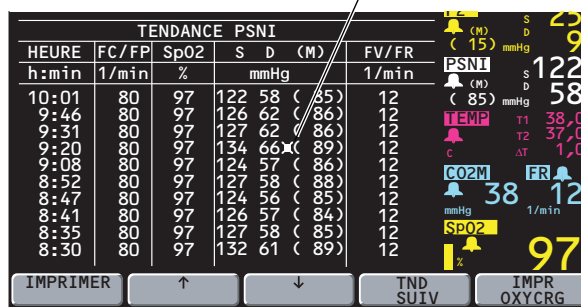 TENDANCE PSNI
HEURE FC/FP SpO2 S D (M) FV/FR
h:min 1/min % mmHg 1/min
10:01 80 97 122 58 ( 85) 12
9:46 80 97 126 62 ( 86) 12
9:31 80 97 127 62 ( 86) 12
9:20 80 97 134 66 ( 89) 12
9:08 80 97 124 57 ( 86) 12
8:52 80 97 127 58 ( 88) 12
8:47 80 97 124 56 ( 85) 12
8:41 80 97 126 57 ( 84) 12
8:35 80 97 127 58 ( 85) 12
8:30 80 97 132 61 ( 89) 12
S 25
D 9
( 15) mmHg
PSNI
S 122
(M) D 58
( 85) mmHg
TEMP T1 38,0
T2 37,0
C ΔT 1,0
CO2M FR
38 12
mmHg 1/min
SpO2
% 97
IMPRIMER ↑ ↓ TND SUIV IMPR OXYCRG